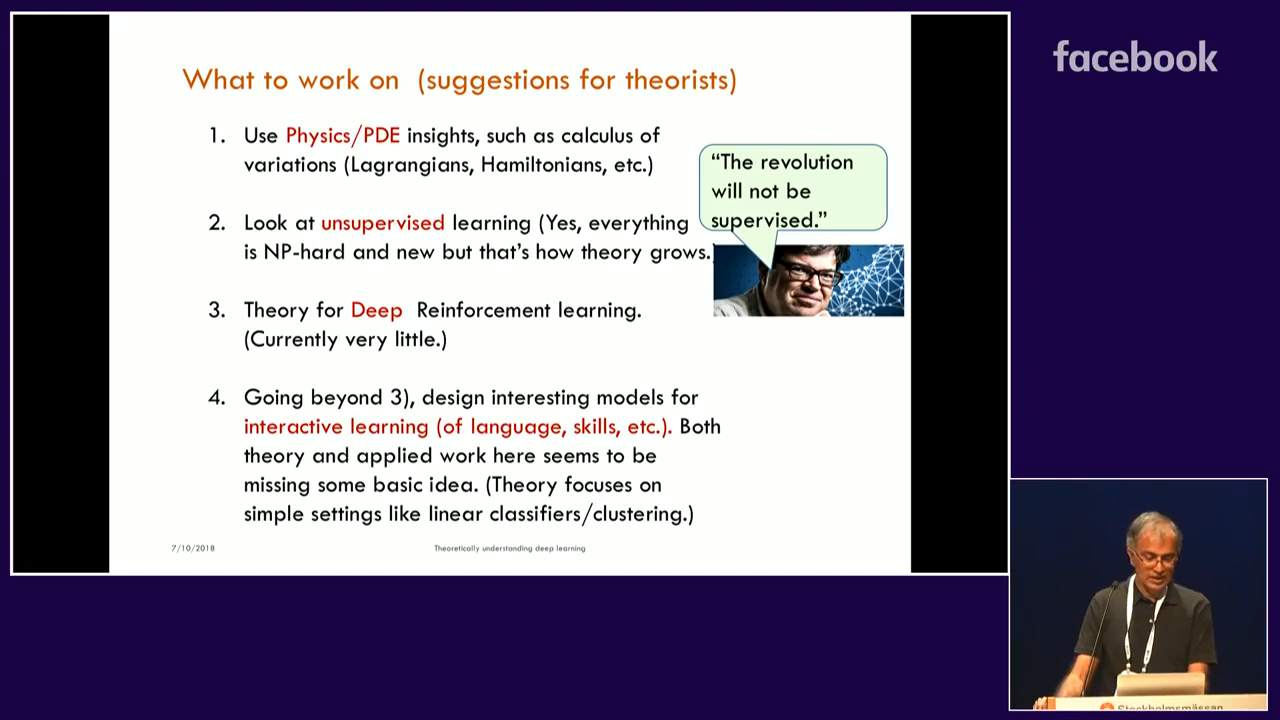 facebook
What to work on (suggestions for theorists)
1. Use Physics/PDE insights, such as calculus of
variations (Lagrangians, Hamiltonians, etc.)
“The revolution
will not be
supervised.”
2. Look at unsupervised learning (Yes, everything
is NP-hard and new but that’s how theory grows.)
3. Theory for Deep Reinforcement learning.
(Currently very little.)
4. Going beyond 3), design interesting models for
interactive learning (of language, skills, etc.). Both
theory and applied work here seems to be
missing some basic idea. (Theory focuses on
simple settings like linear classifiers/clustering.)
7/10/2018
Theoretically understanding deep learning
Stockholmsmässan